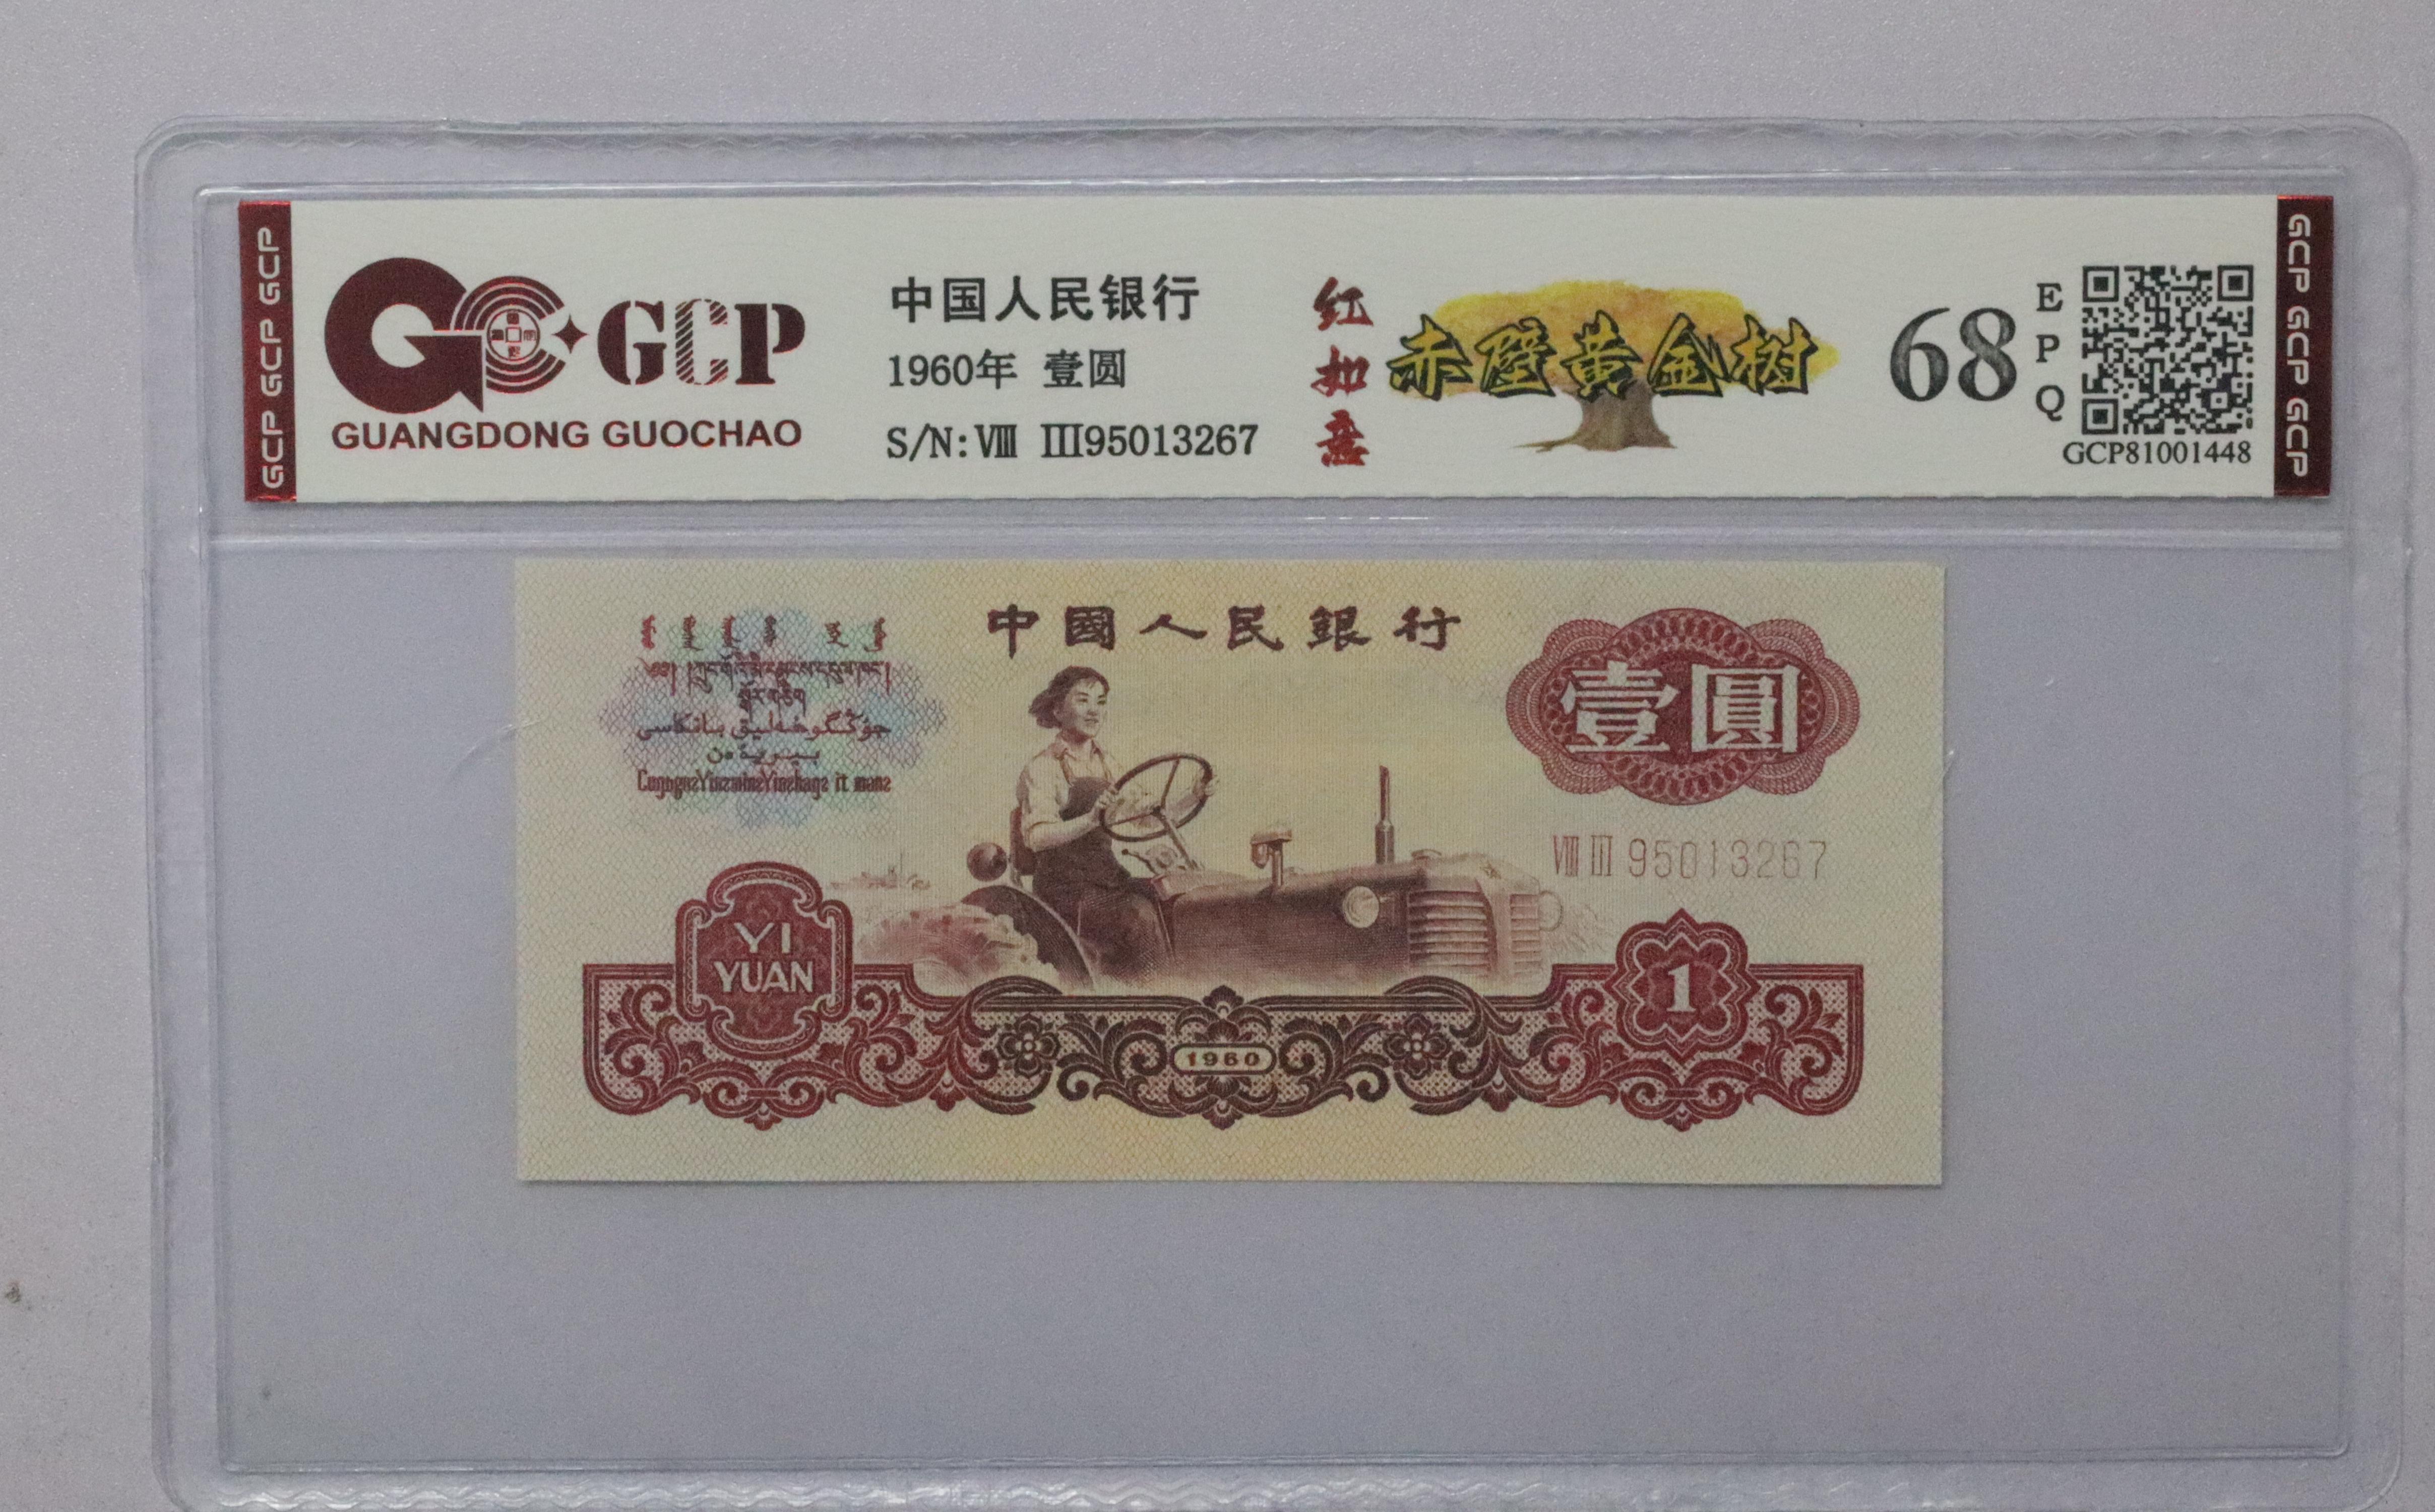 GCP GCP GCP
GCP
GUANGDONG GUOCHAO
中国人民银行
1960年 壹圆
S/N: Ⅷ Ⅲ95013267
红如意
赤壁黄金树
68
EPQ
GCP81001448
GCP GCP GCP
中國人民銀行
壹圓
Ⅷ Ⅲ 95013267
YI
YUAN
1960
1